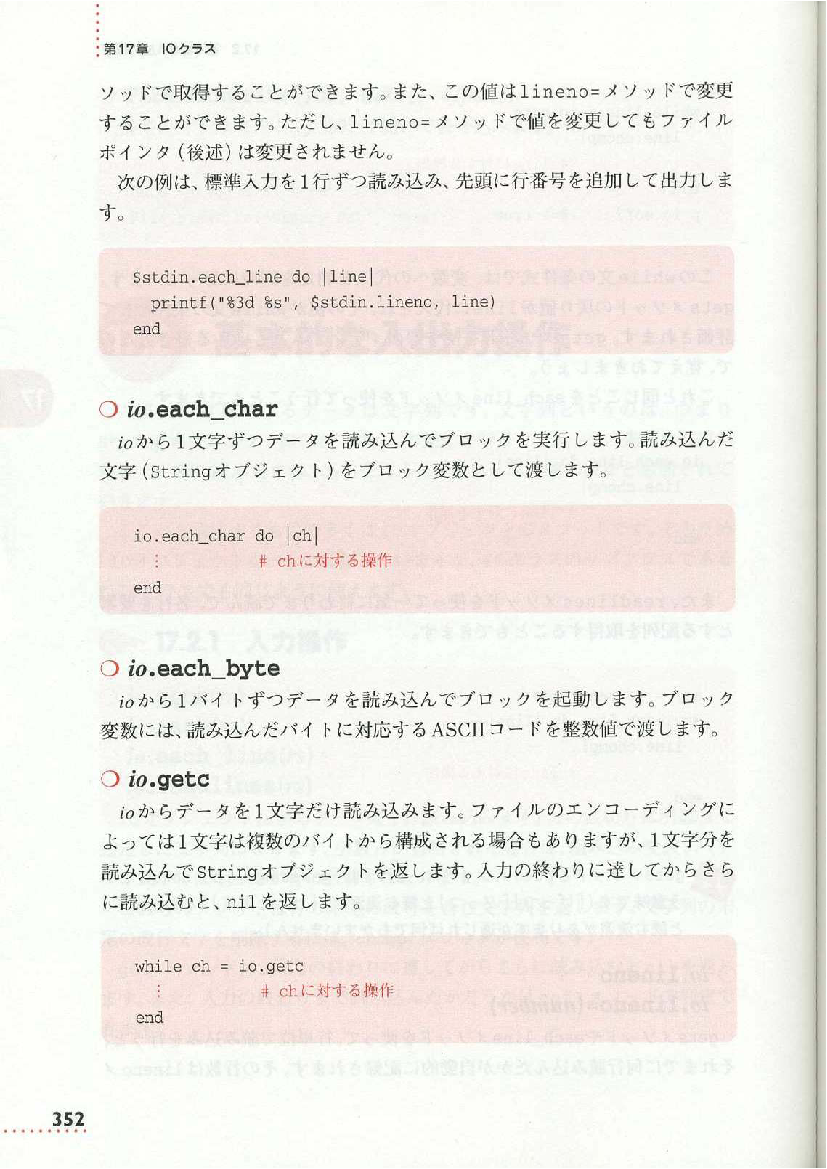 第17章 IOクラス
ソッドで取得することができます。また、この値はlineno=メソッドで変更
することができます。ただし、lineno=メソッドで値を変更してもファイル
ポインタ(後述)は変更されません。
次の例は、標準入力を1行ずつ読み込み、先頭に行番号を追加して出力しま
す。
$stdin.each_line do |line|
printf("%3d %s", $stdin.lineno, line)
end
❍ io.each_char
ioから1文字ずつデータを読み込んでブロックを実行します。読み込んだ
文字(Stringオブジェクト)をブロック変数として渡します。
io.each_char do |ch|
⋮ # chに対する操作
end
❍ io.each_byte
ioから1バイトずつデータを読み込んでブロックを起動します。ブロック
変数には、読み込んだバイトに対応するASCIIコードを整数値で渡します。
❍ io.getc
ioからデータを1文字だけ読み込みます。ファイルのエンコーディングに
よっては1文字は複数のバイトから構成される場合もありますが、1文字分を
読み込んでStringオブジェクトを返します。入力の終わりに達してからさら
に読み込むと、nilを返します。
while ch = io.getc
⋮ # chに対する操作
end
352